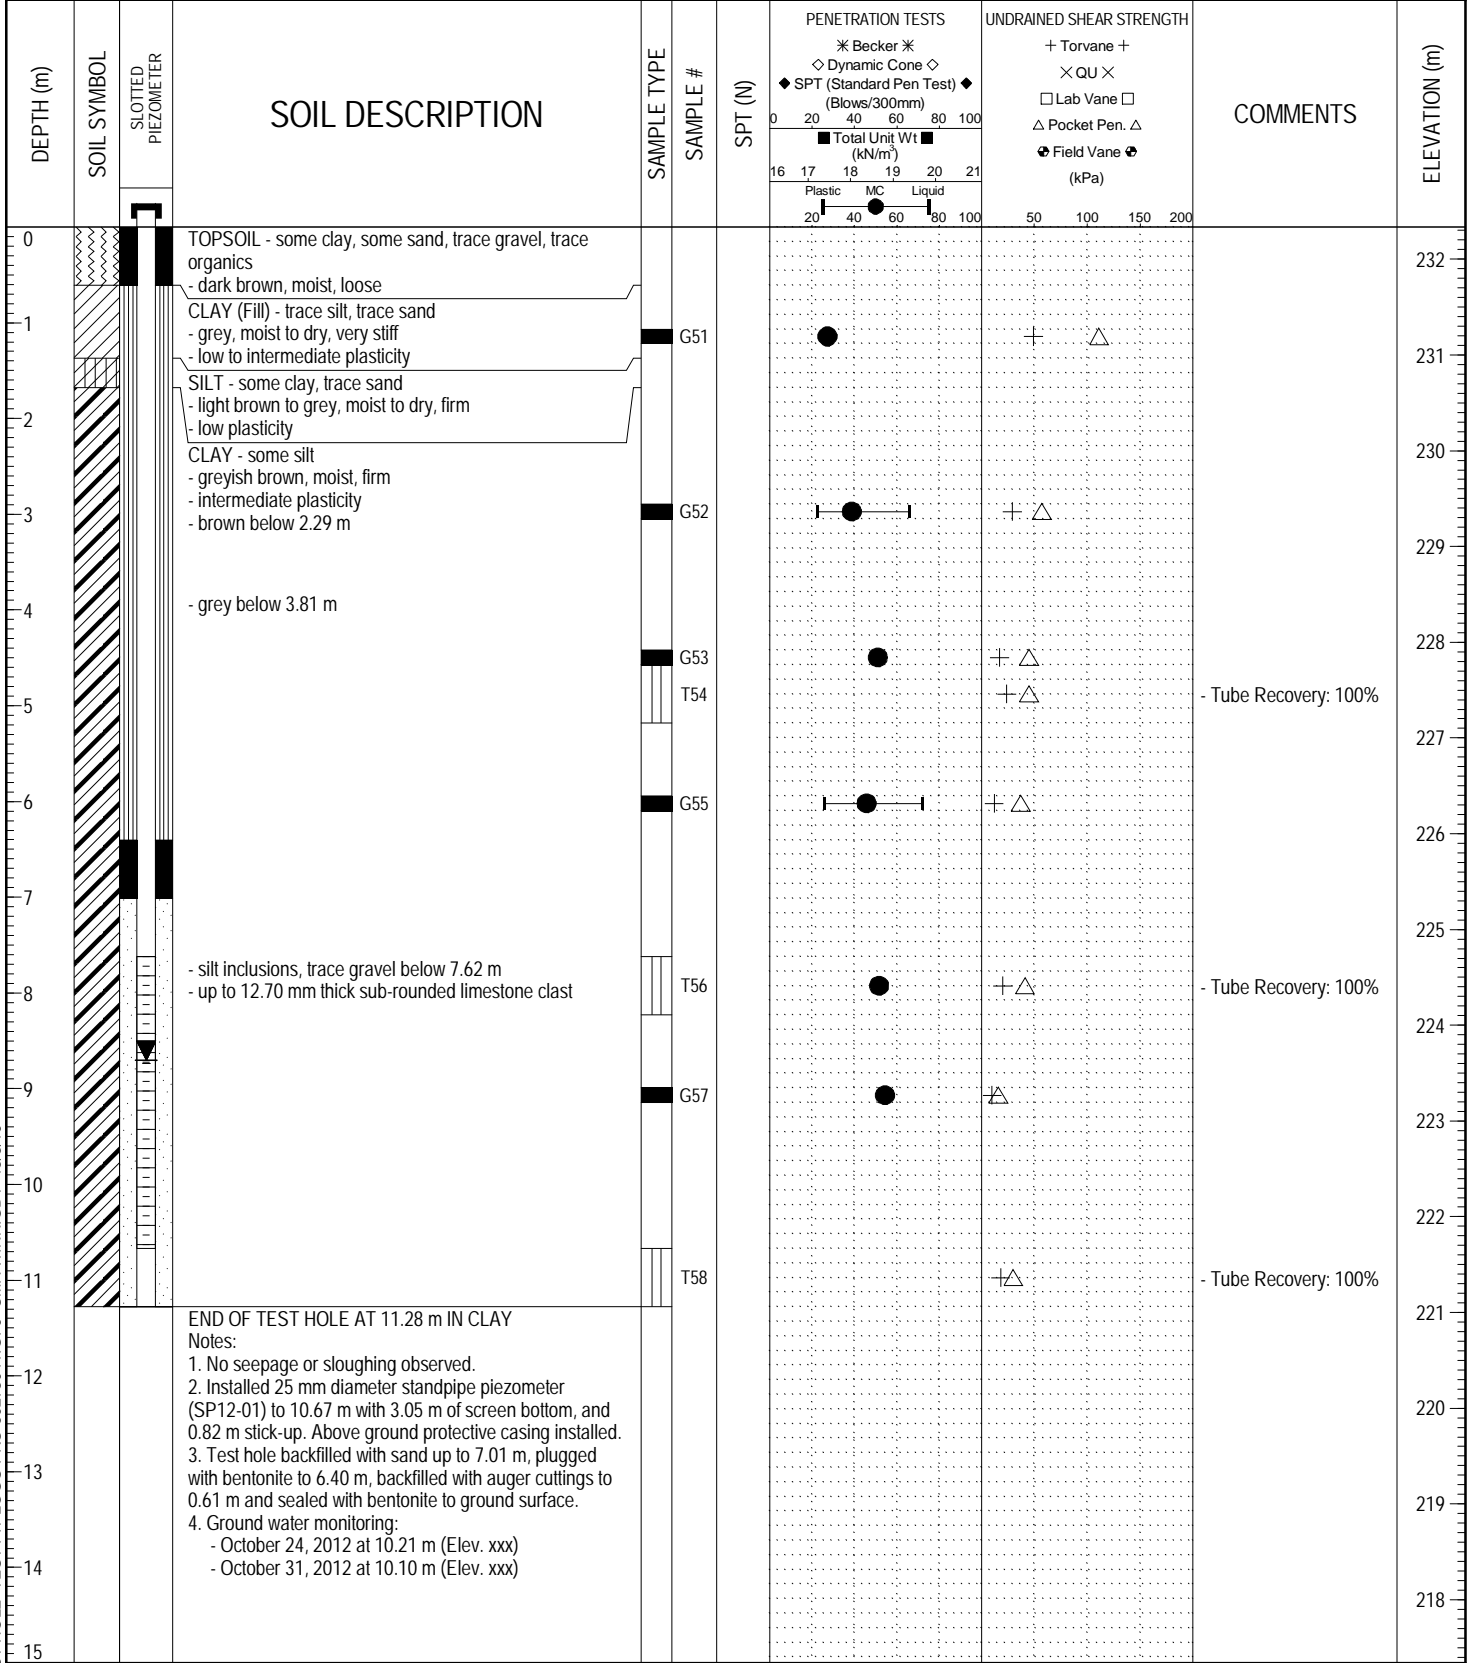 DEPTH (m)
SOIL SYMBOL
SLOTTED
PIEZOMETER
SOIL DESCRIPTION
SAMPLE TYPE
SAMPLE #
SPT (N)
PENETRATION TESTS
✳ Becker ✳
◇ Dynamic Cone ◇
◆ SPT (Standard Pen Test) ◆
(Blows/300mm)
0 20 40 60 80 100
■ Total Unit Wt ■
(kN/m³)
16 17 18 19 20 21
Plastic MC Liquid
20 40 60 80 100
UNDRAINED SHEAR STRENGTH
+ Torvane +
× QU ×
□ Lab Vane □
△ Pocket Pen. △
Field Vane
(kPa)
50 100 150 200
COMMENTS
ELEVATION (m)
0
TOPSOIL - some clay, some sand, trace gravel, trace
organics
- dark brown, moist, loose
232
CLAY (Fill) - trace silt, trace sand
1
- grey, moist to dry, very stiff
G51
- low to intermediate plasticity
231
SILT - some clay, trace sand
- light brown to grey, moist to dry, firm
2
- low plasticity
CLAY - some silt
230
- greyish brown, moist, firm
- intermediate plasticity
3
- brown below 2.29 m
G52
229
- grey below 3.81 m
4
228
G53
T54
- Tube Recovery: 100%
5
227
6
G55
226
7
225
- silt inclusions, trace gravel below 7.62 m
- up to 12.70 mm thick sub-rounded limestone clast
8
T56
- Tube Recovery: 100%
224
9
G57
223
10
222
11
T58
- Tube Recovery: 100%
221
END OF TEST HOLE AT 11.28 m IN CLAY
Notes:
1. No seepage or sloughing observed.
12
2. Installed 25 mm diameter standpipe piezometer
(SP12-01) to 10.67 m with 3.05 m of screen bottom, and
220
0.82 m stick-up. Above ground protective casing installed.
3. Test hole backfilled with sand up to 7.01 m, plugged
13
with bentonite to 6.40 m, backfilled with auger cuttings to
0.61 m and sealed with bentonite to ground surface.
219
4. Ground water monitoring:
- October 24, 2012 at 10.21 m (Elev. xxx)
14
- October 31, 2012 at 10.10 m (Elev. xxx)
218
15